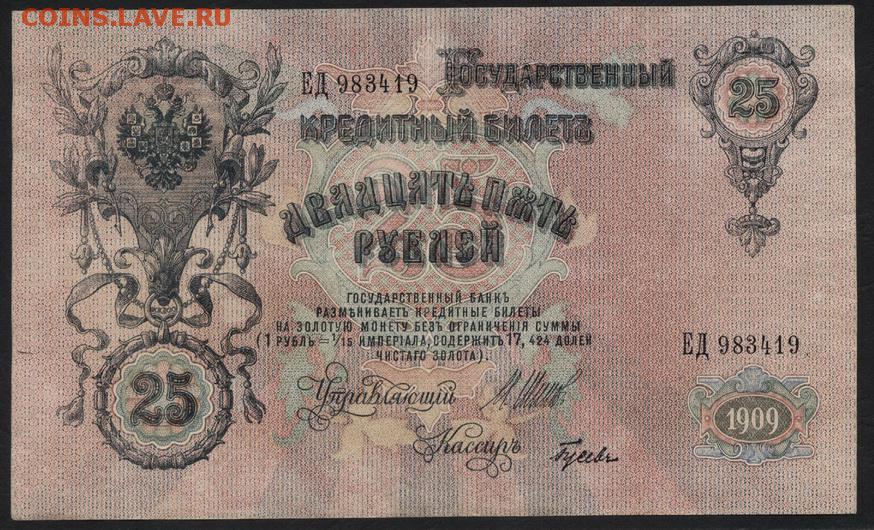 COINS.LAVE.RU
ЕД 983419
ГОСУДАРСТВЕННЫЙ
КРЕДИТНЫЙ БИЛЕТЪ
ДВАДЦАТЬ ПЯТЬ
РУБЛЕЙ
25
ГОСУДАРСТВЕННЫЙ БАНКЪ
РАЗМѢНИВАЕТЪ КРЕДИТНЫЕ БИЛЕТЫ
НА ЗОЛОТУЮ МОНЕТУ БЕЗЪ ОГРАНИЧЕНІЯ СУММЫ
(1 РУБЛЬ = 1/15 ИМПЕРІАЛА, СОДЕРЖИТЪ 17,424 ДОЛЕЙ
ЧИСТАГО ЗОЛОТА).
ЕД 983419
25
Управляющій
И. Шипов
1909
Кассиръ
Гусевъ